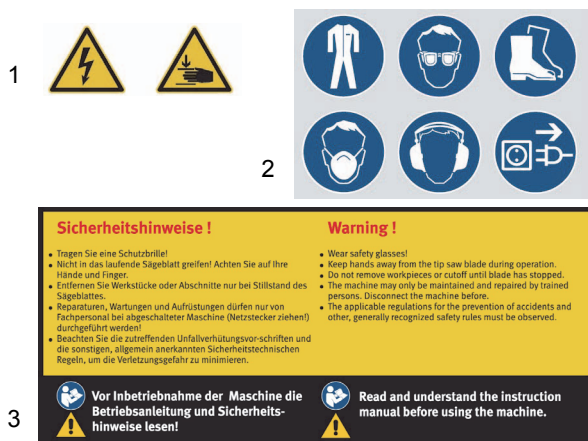 1
2
3
Sicherheitshinweise !
• Tragen Sie eine Schutzbrille!
• Nicht in das laufende Sägeblatt greifen! Achten Sie auf Ihre
Hände und Finger.
• Entfernen Sie Werkstücke oder Abschnitte nur bei Stillstand des
Sägeblattes.
• Reparaturen, Wartungen und Aufrüstungen dürfen nur von
Fachpersonal bei abgeschalteter Maschine (Netzstecker ziehen!)
durchgeführt werden!
• Beachten Sie die zutreffenden Unfallverhütungsvor-schriften und
die sonstigen, allgemein anerkannten Sicherheitstechnischen
Regeln, um die Verletzungsgefahr zu minimieren.
Warning !
• Wear safety glasses!
• Keep hands away from the tip saw blade during operation.
• Do not remove workpieces or cutoff until blade has stopped.
• The machine may only be maintained and repaired by trained
persons. Disconnect the machine before.
• The applicable regulations for the prevention of accidents and
other, generally recognized safety rules must be observed.
Vor Inbetriebnahme der Maschine die
Betriebsanleitung und Sicherheits-
hinweise lesen!
Read and understand the instruction
manual before using the machine.